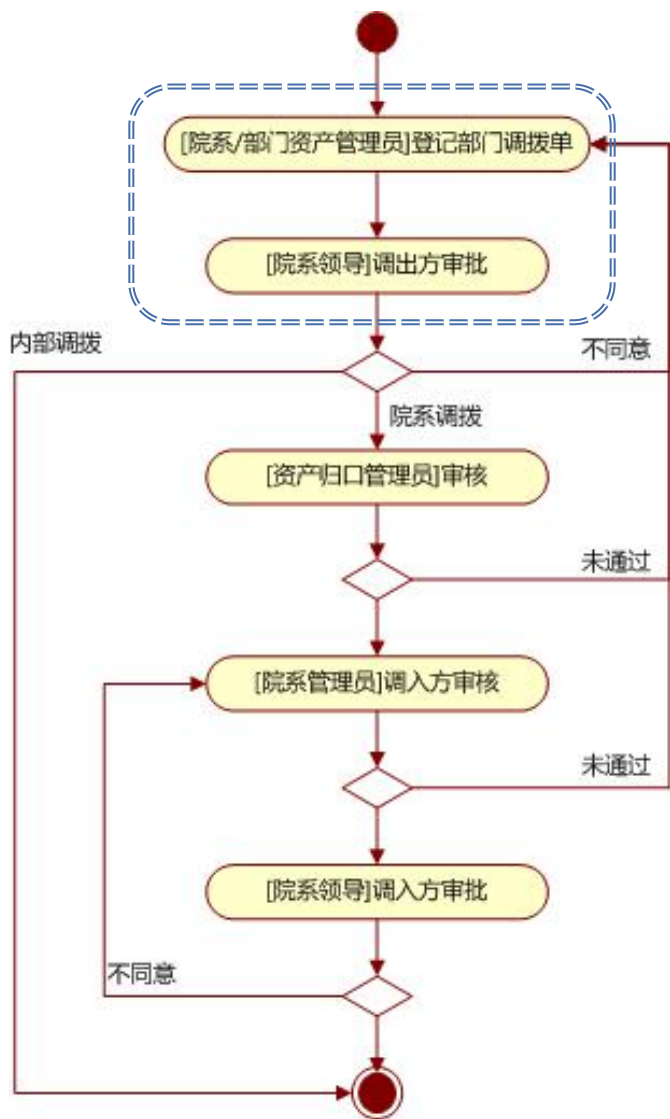 [院系/部门资产管理员]登记部门调拨单
[院系领导]调出方审批
内部调拨
不同意
院系调拨
[资产归口管理员]审核
未通过
[院系管理员]调入方审核
未通过
[院系领导]调入方审批
不同意